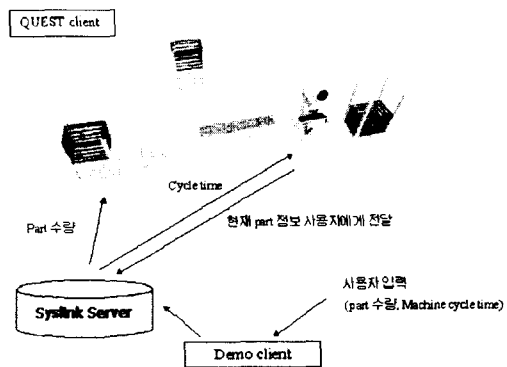 QUEST client
Cycle time
Part 수량
현재 part 정보 사용자에게 전달
사용자 입력
(part 수량, Machine cycle time)
Syslink Server
Demo client